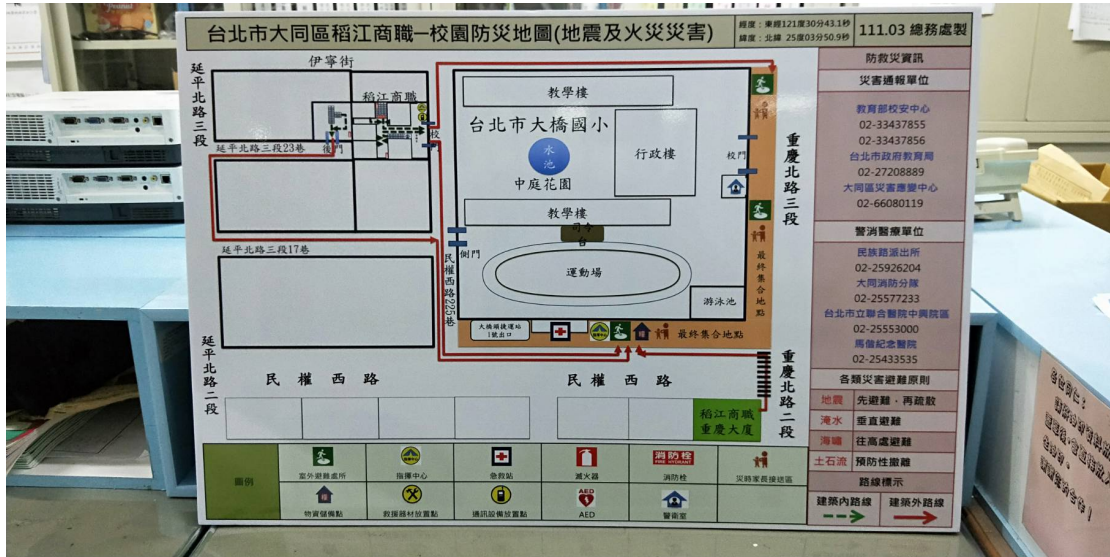 台北市大同區稻江商職–校園防災地圖(地震及火災災害)
經度：東經121度30分43.1秒
緯度：北緯 25度03分50.9秒
111.03 總務處製
延平北路三段
伊寧街
稻江商職
後門
校
延平北路三段23巷
延平北路三段17巷
教學樓
台北市大橋國小
水池
中庭花園
行政樓
校門
教學樓
司令台
側門
運動場
游泳池
民權西路225巷
重慶北路三段
最終集合地點
大橋頭捷運站
1號出口
最終集合地點
延平北路二段
民權西路
民權西路
重慶北路二段
稻江商職
重慶大廈
圖例
室外避難處所
指揮中心
急救站
滅火器
消防栓
FIRE HYDRANT
消防栓
災時家長接送區
物資儲備點
救援器材放置點
通訊設備放置點
AED
AED
警衛室
防救災資訊
災害通報單位
教育部校安中心
02-33437855
02-33437856
台北市政府教育局
02-27208889
大同區災害應變中心
02-66080119
警消醫療單位
民族路派出所
02-25926204
大同消防分隊
02-25577233
台北市立聯合醫院中興院區
02-25553000
馬偕紀念醫院
02-25433535
各類災害避難原則
地震 先避難．再疏散
淹水 垂直避難
海嘯 往高處避難
土石流 預防性撤離
路線標示
建築內路線 建築外路線